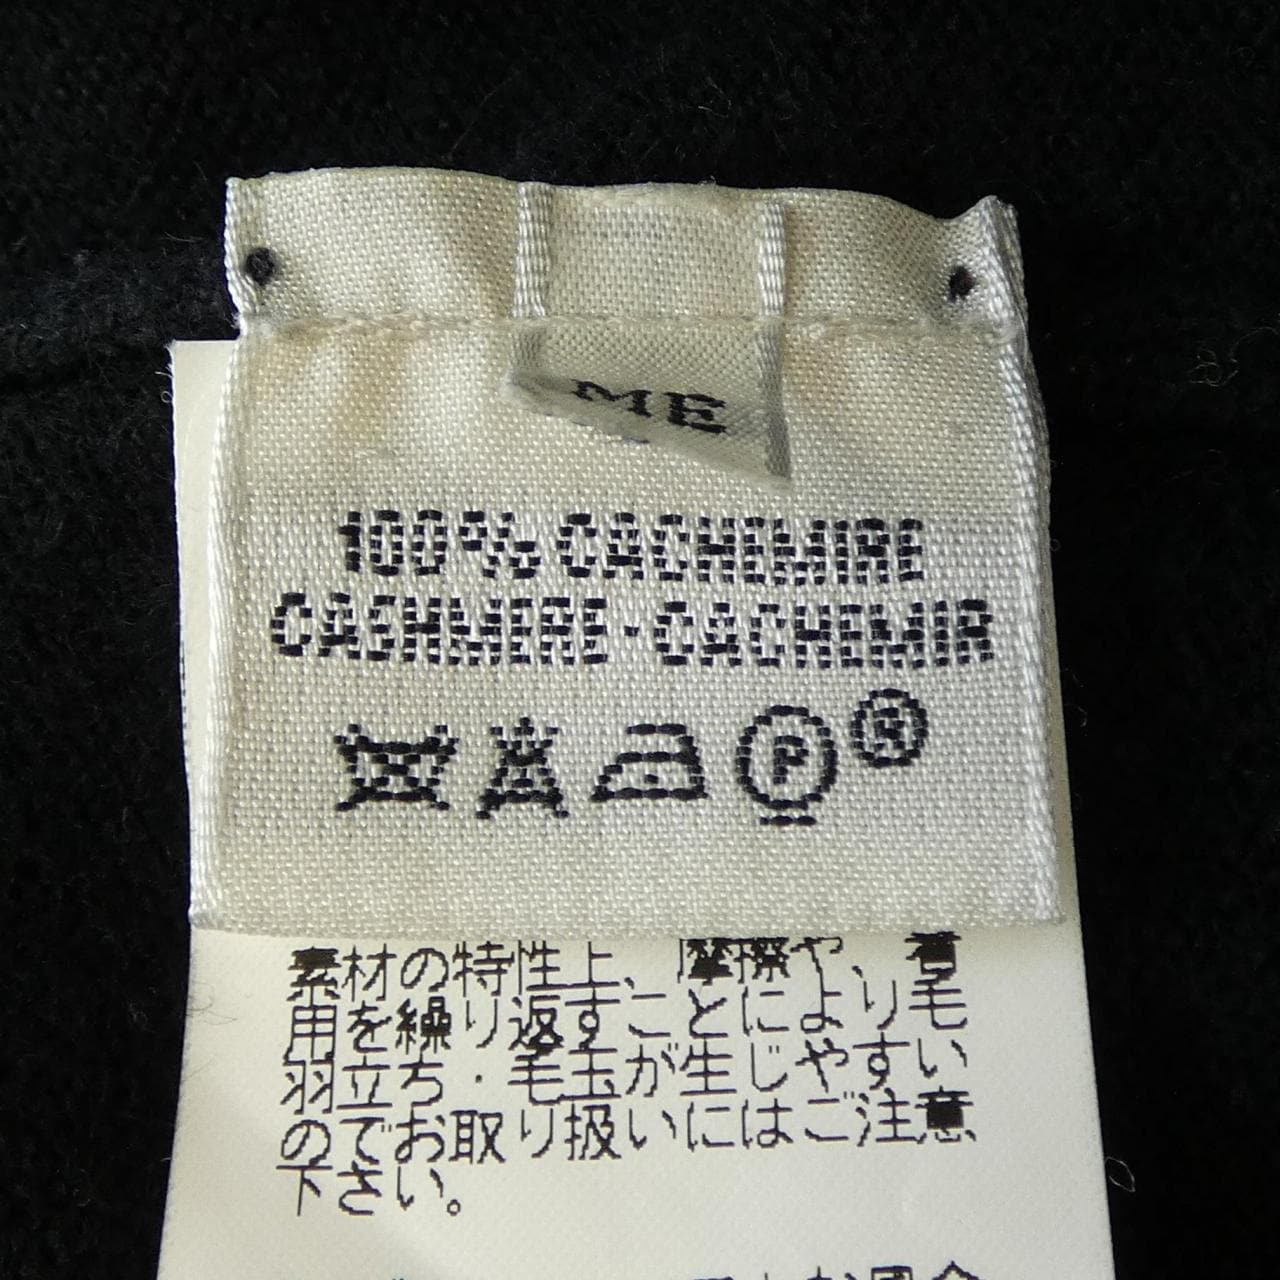 ME
100% CACHEMIRE
CASHMERE·CACHEMIR
P ®
素材の特性上、摩擦や、着
用を繰り返すことにより毛
羽立ち・毛玉が生じやすい
のでお取り扱いにはご注意
下さい。